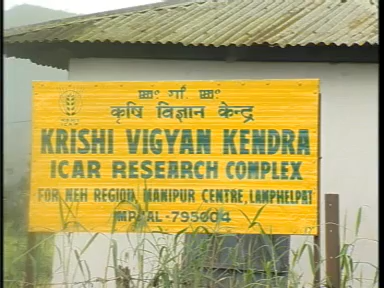 कृषि विज्ञान केन्द्र
KRISHI VIGYAN KENDRA
ICAR RESEARCH COMPLEX
FOR NEH REGION, MANIPUR CENTRE, LAMPHELPAT
IMPHAL-795004